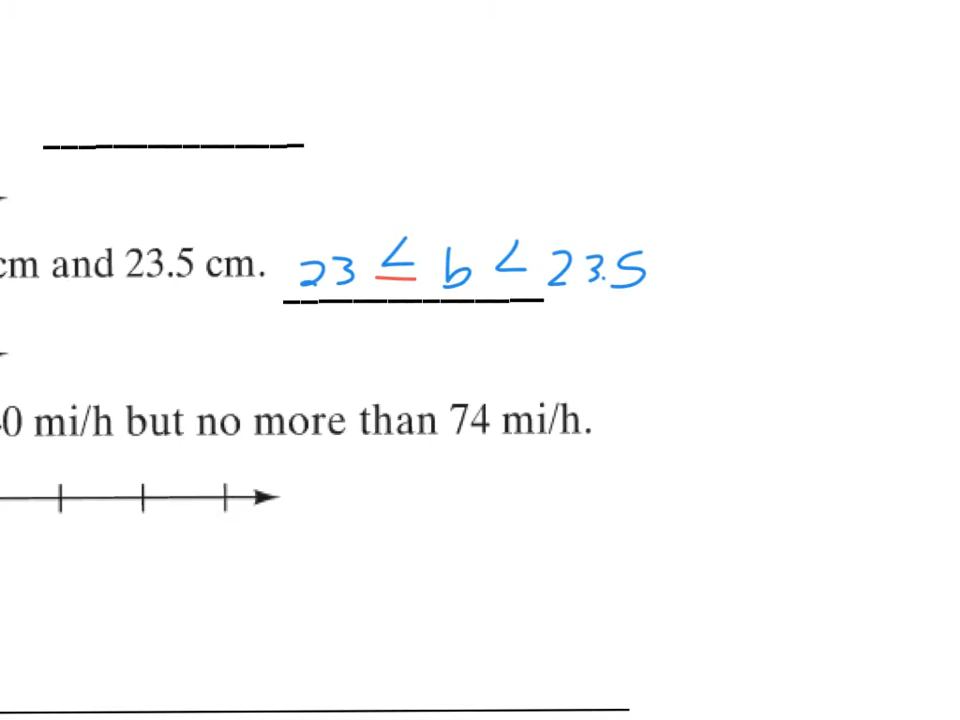 cm and 23.5 cm. 23 ≤ b < 23.5
0 mi/h but no more than 74 mi/h.